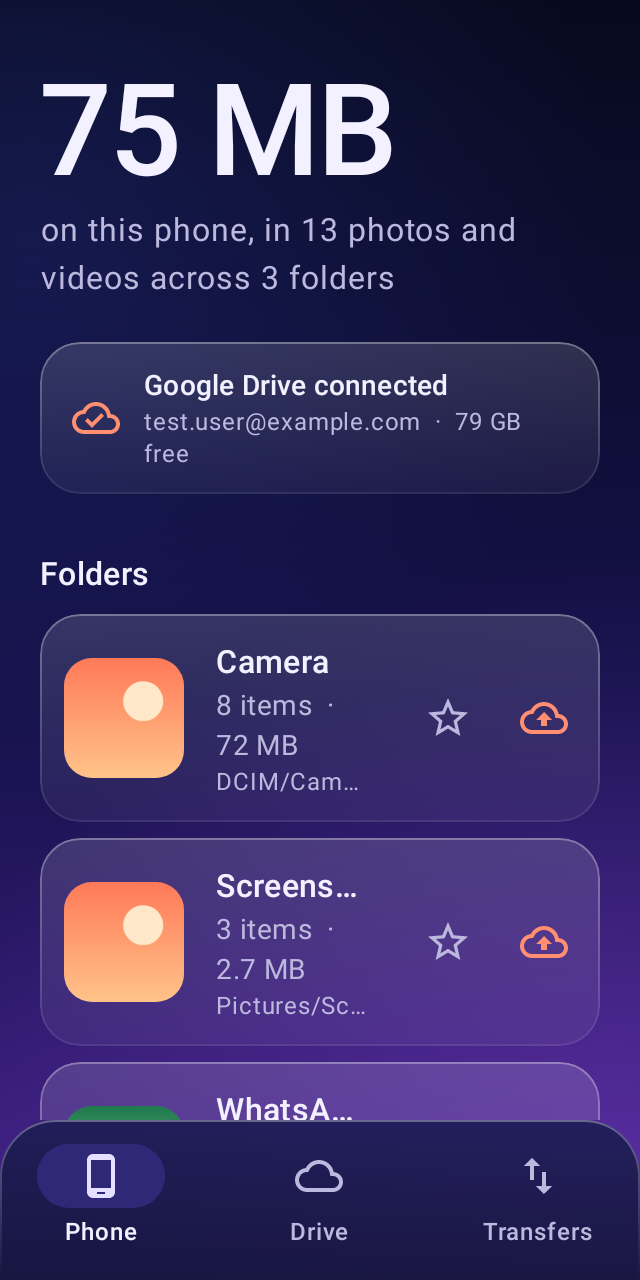 75 MB
on this phone, in 13 photos and
videos across 3 folders
Google Drive connected
test.user@example.com · 79 GB
free
Folders
Camera
8 items ·
72 MB
DCIM/Cam…
Screens…
3 items ·
2.7 MB
Pictures/Sc…
WhatsA…
Phone
Drive
Transfers